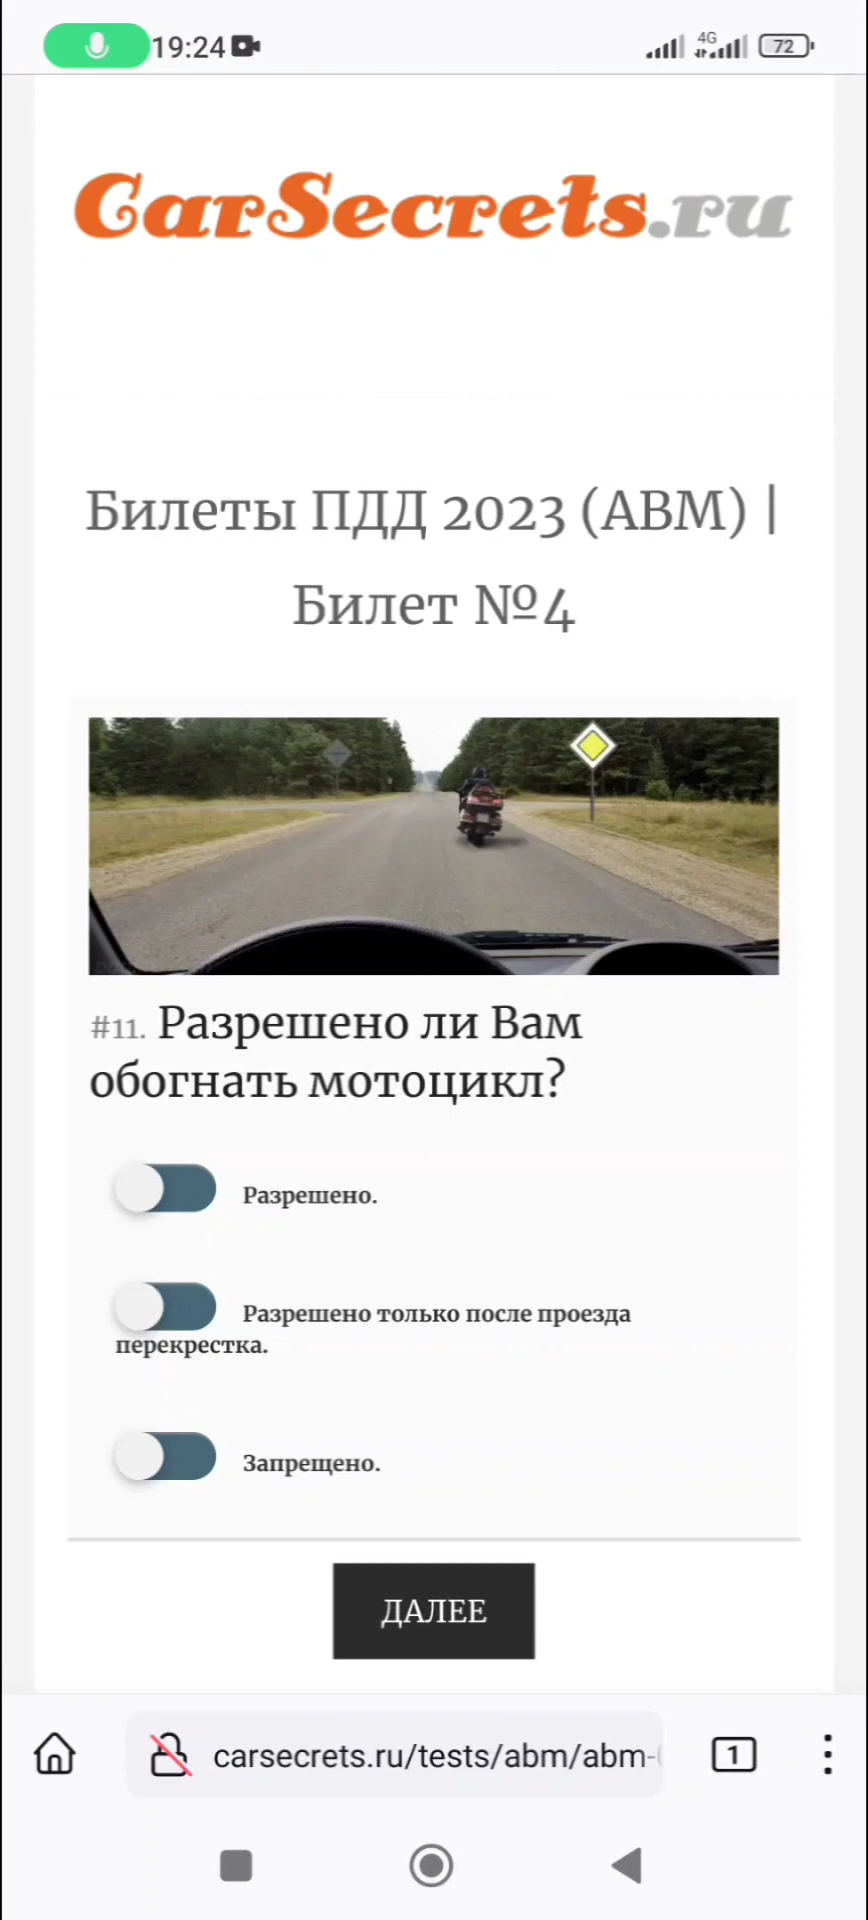 19:24
4G
72
CarSecrets.ru
Билеты ПДД 2023 (АВМ) |
Билет №4
#11. Разрешено ли Вам
обогнать мотоцикл?
Разрешено.
Разрешено только после проезда
перекрестка.
Запрещено.
ДАЛЕЕ
carsecrets.ru/tests/abm/abm-
1